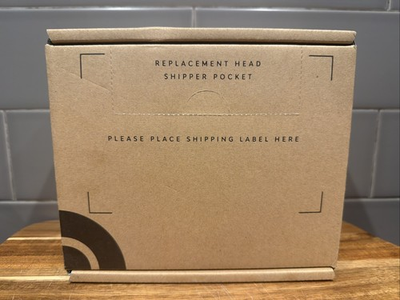 REPLACEMENT HEAD
SHIPPER POCKET
PLEASE PLACE SHIPPING LABEL HERE